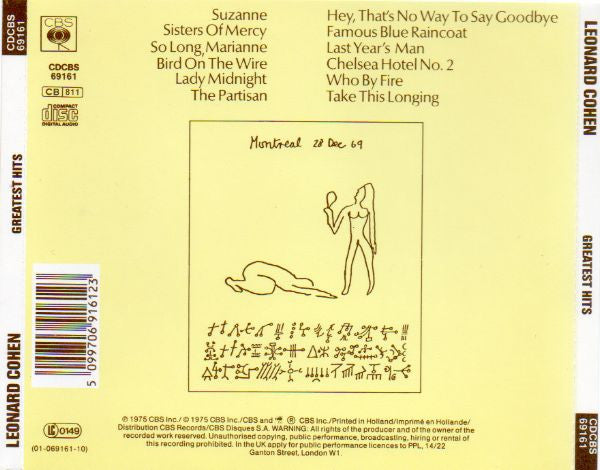 CDCBS
69161
GREATEST HITS
LEONARD COHEN
CBS
CDCBS
69161
CB 811
COMPACT
disc
DIGITAL AUDIO
Suzanne
Sisters Of Mercy
So Long, Marianne
Bird On The Wire
Lady Midnight
The Partisan
Hey, That's No Way To Say Goodbye
Famous Blue Raincoat
Last Year's Man
Chelsea Hotel No. 2
Who By Fire
Take This Longing
Montreal 28 Dec 69
5 099706 916123
LC 0149
(01-069161-10)
℗ 1975 CBS Inc./© 1975 CBS Inc./CBS and ® CBS Inc./Printed in Holland/Imprimé en Hollande/
Distribution CBS Records/CBS Disques S.A. WARNING: All rights of the producer and of the owner of the
recorded work reserved. Unauthorised copying, public performance, broadcasting, hiring or rental of
this recording prohibited. In the UK apply for public performance licences to PPL, 14/22
Ganton Street, London W1.
LEONARD COHEN
GREATEST HITS
CDCBS
69161